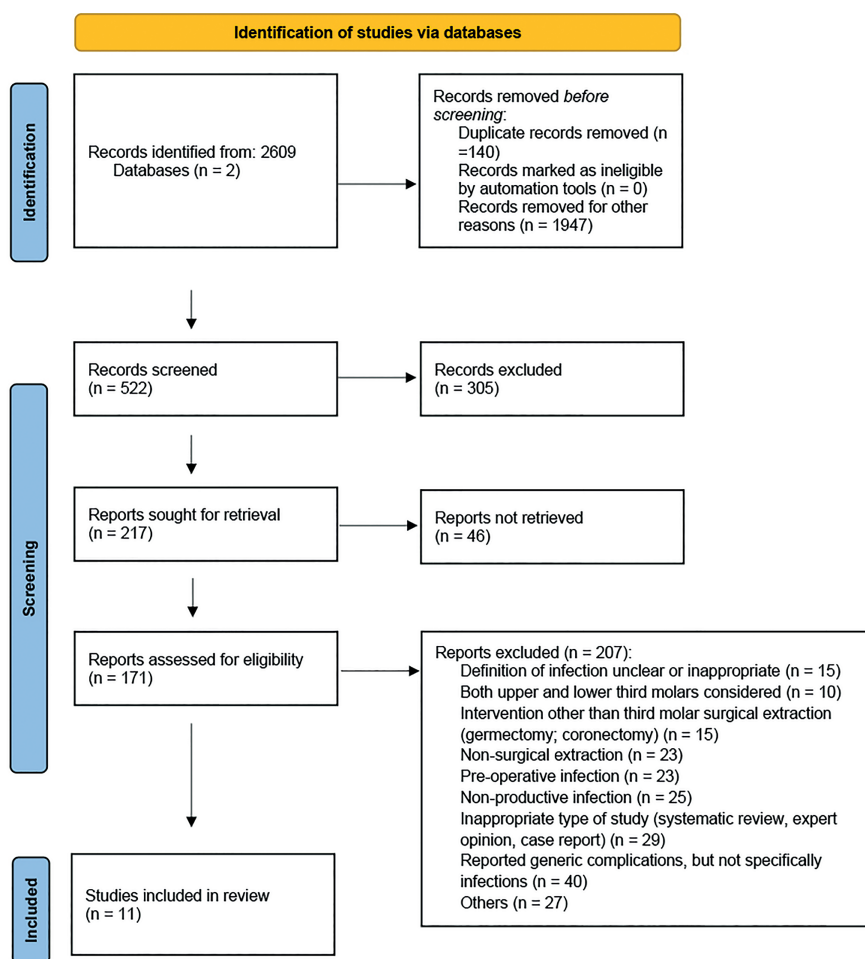 Identification of studies via databases
Identification
Records identified from: 2609
Databases (n = 2)
Records removed before
screening:
Duplicate records removed (n
=140)
Records marked as ineligible
by automation tools (n = 0)
Records removed for other
reasons (n = 1947)
Screening
Records screened
(n = 522)
Records excluded
(n = 305)
Reports sought for retrieval
(n = 217)
Reports not retrieved
(n = 46)
Reports assessed for eligibility
(n = 171)
Reports excluded (n = 207):
Definition of infection unclear or inappropriate (n = 15)
Both upper and lower third molars considered (n = 10)
Intervention other than third molar surgical extraction
(germectomy; coronectomy) (n = 15)
Non-surgical extraction (n = 23)
Pre-operative infection (n = 23)
Non-productive infection (n = 25)
Inappropriate type of study (systematic review, expert
opinion, case report) (n = 29)
Reported generic complications, but not specifically
infections (n = 40)
Others (n = 27)
Included
Studies included in review
(n = 11)